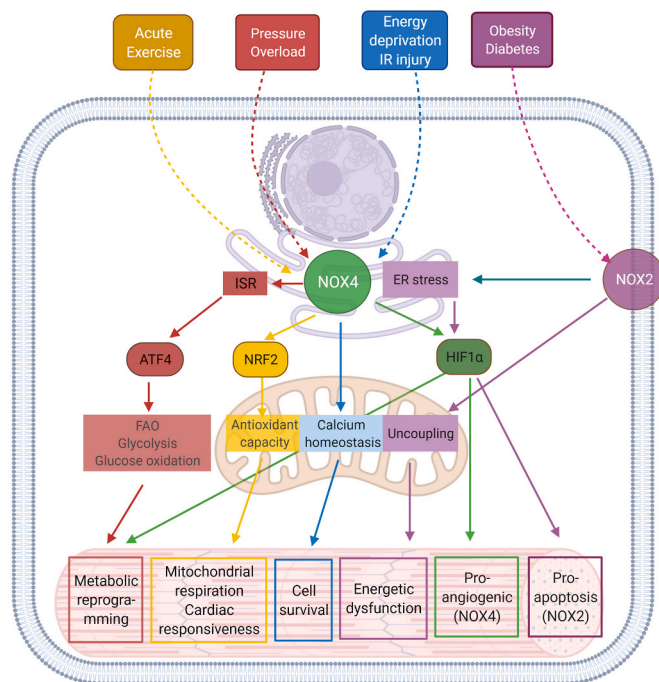 Acute
Exercise
Pressure
Overload
Energy
deprivation
IR injury
Obesity
Diabetes
ISR
NOX4
ER stress
NOX2
ATF4
NRF2
HIF1α
FAO
Glycolysis
Glucose oxidation
Antioxidant
capacity
Calcium
homeostasis
Uncoupling
Metabolic
reprogra-
mming
Mitochondrial
respiration
Cardiac
responsiveness
Cell
survival
Energetic
dysfunction
Pro-
angiogenic
(NOX4)
Pro-
apoptosis
(NOX2)